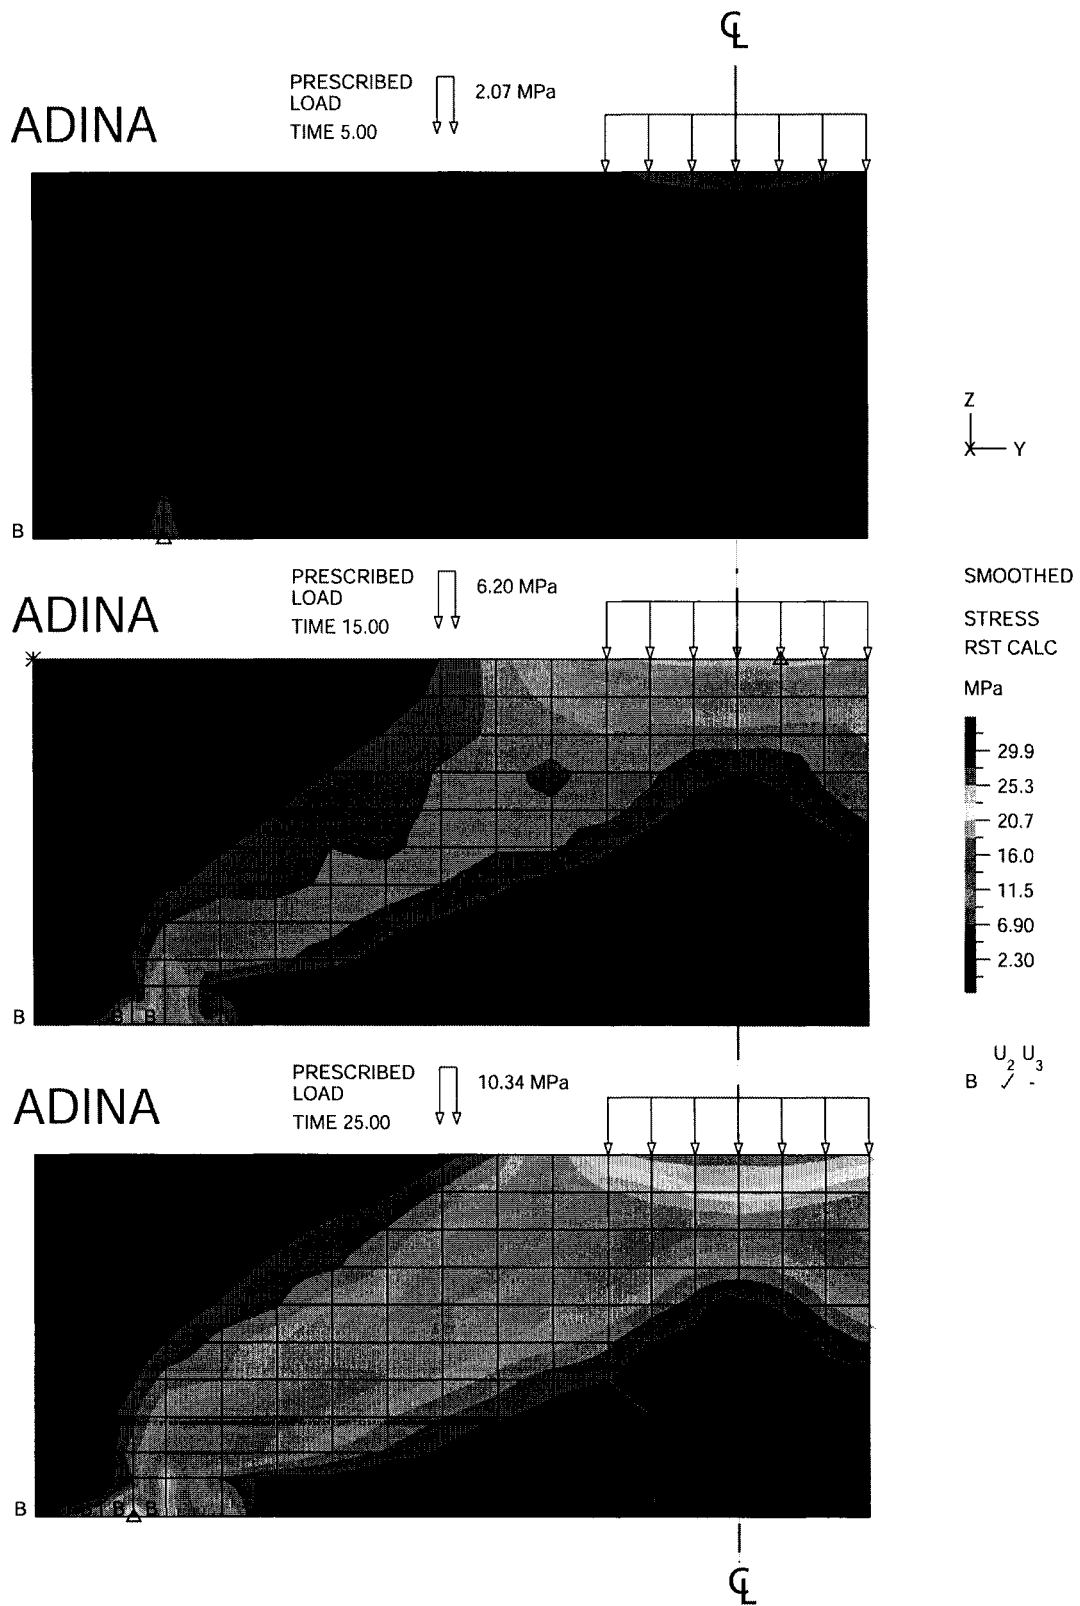 ℄
PRESCRIBED
LOAD
TIME 5.00
2.07 MPa
ADINA
B
Z
X Y
PRESCRIBED
LOAD
TIME 15.00
6.20 MPa
ADINA
SMOOTHED
STRESS
RST CALC
MPa
29.9
25.3
20.7
16.0
11.5
6.90
2.30
B B
B
U2 U3
B ✓ -
PRESCRIBED
LOAD
TIME 25.00
10.34 MPa
ADINA
B B
B
℄